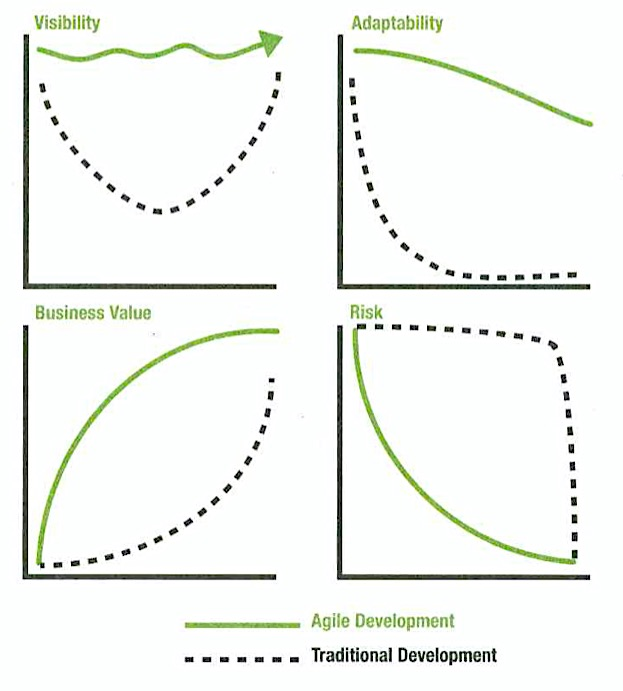 Visibility
Adaptability
Business Value
Risk
Agile Development
Traditional Development